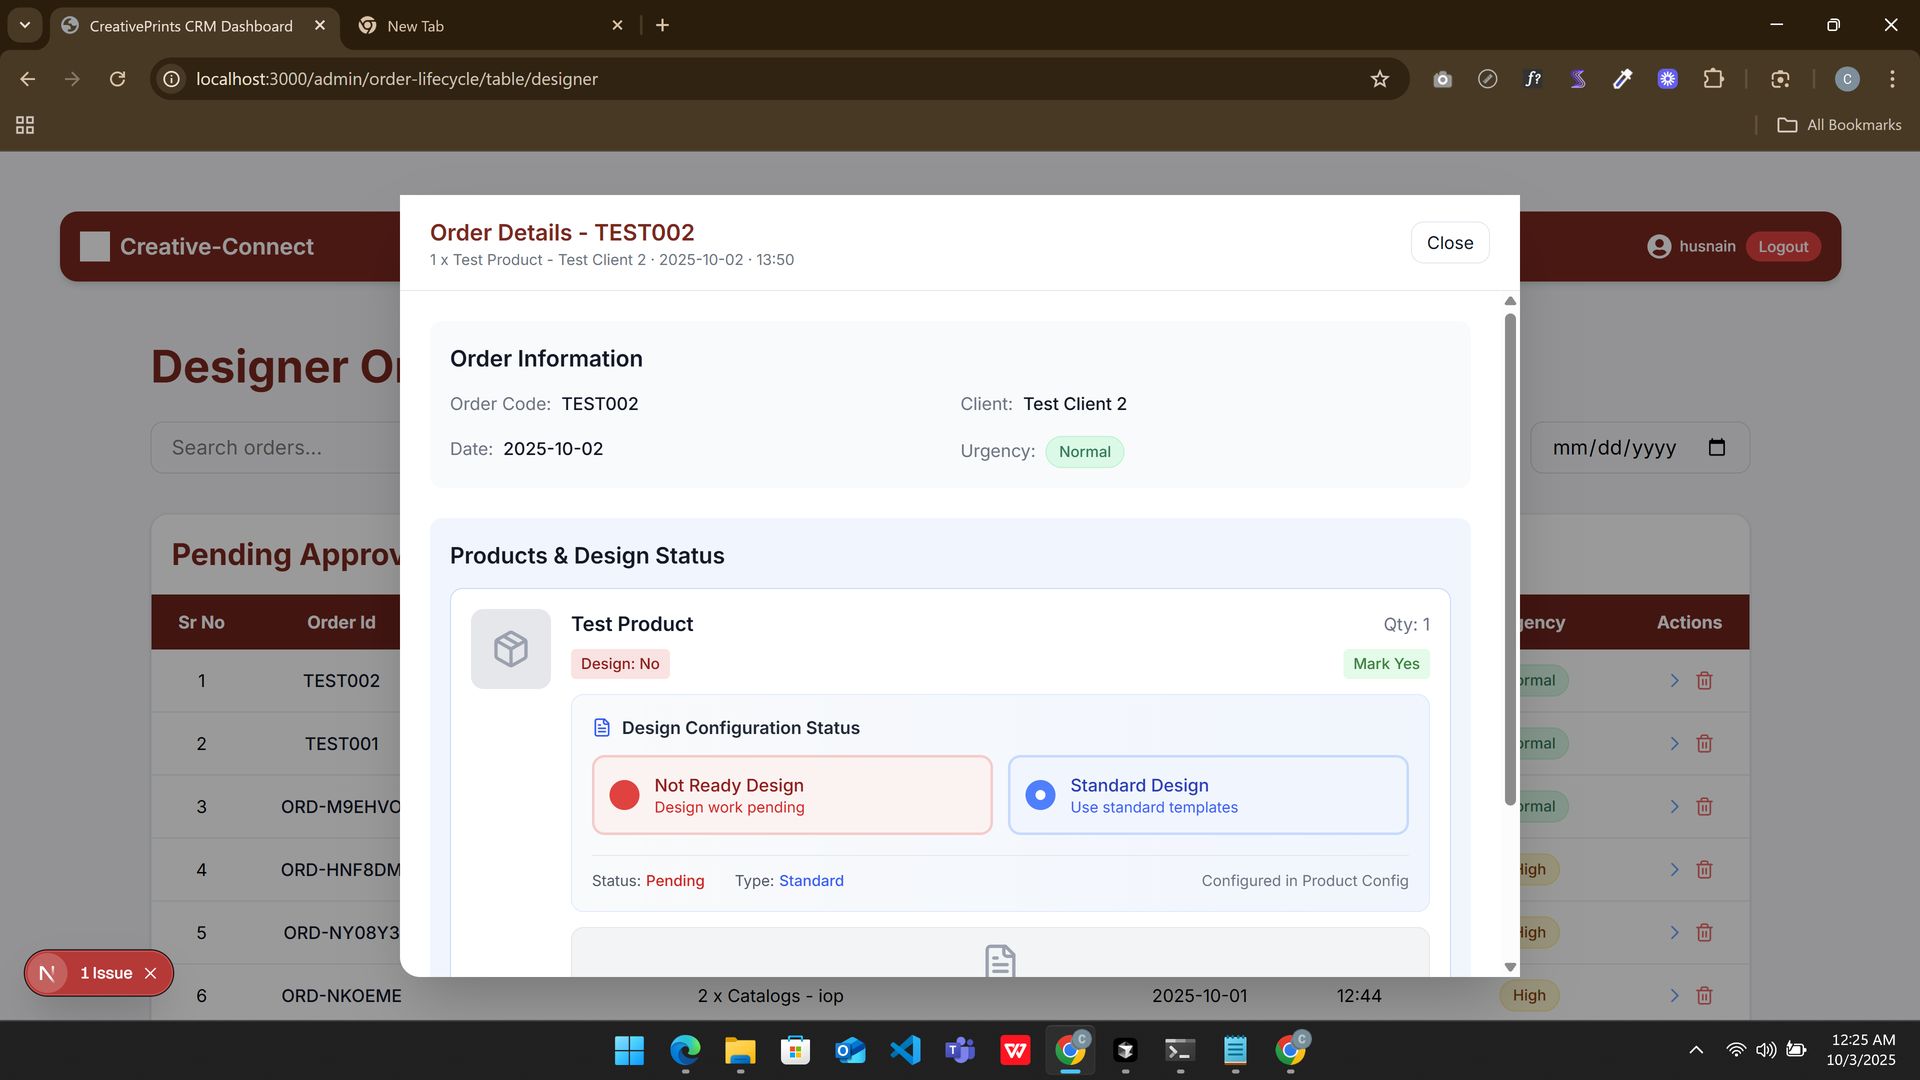 CreativePrints CRM Dashboard
New Tab
localhost:3000/admin/order-lifecycle/table/designer
f?
C
All Bookmarks
Creative-Connect
husnain
Logout
Order Details - TEST002
1 x Test Product - Test Client 2 · 2025-10-02 · 13:50
Close
Designer
Search orders...
mm/dd/yyyy
Order Information
Order Code: TEST002
Client: Test Client 2
Date: 2025-10-02
Urgency: Normal
Products & Design Status
Test Product
Qty: 1
Design: No
Mark Yes
Design Configuration Status
Not Ready Design
Design work pending
Standard Design
Use standard templates
Status: Pending
Type: Standard
Configured in Product Config
Pending Approv
Sr No
Order Id
gency
Actions
1
TEST002
ormal
2
TEST001
ormal
3
ORD-M9EHVO
ormal
4
ORD-HNF8DM
High
5
ORD-NY08Y3
High
6
ORD-NKOEME
2 x Catalogs - iop
2025-10-01
12:44
High
N
1 Issue
12:25 AM
10/3/2025